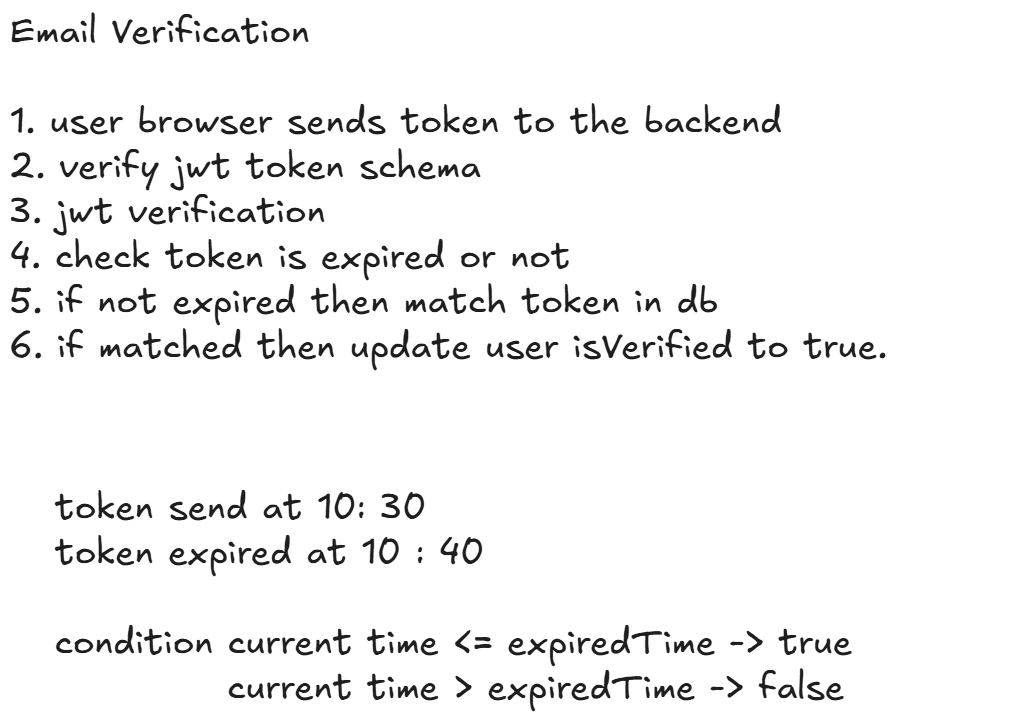 Email Verification
1. user browser sends token to the backend
2. verify jwt token schema
3. jwt verification
4. check token is expired or not
5. if not expired then match token in db
6. if matched then update user isVerified to true.
token send at 10: 30
token expired at 10 : 40
condition current time <= expiredTime -> true
current time > expiredTime -> false